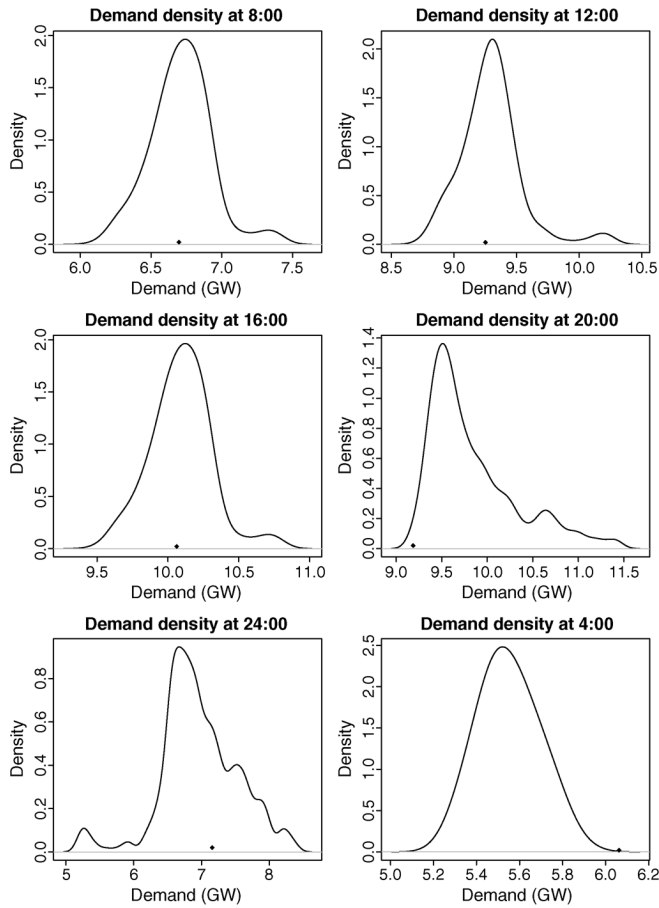 Demand density at 8:00
Density
0.0 0.5 1.0 1.5 2.0
6.0 6.5 7.0 7.5
Demand (GW)
Demand density at 12:00
Density
0.0 0.5 1.0 1.5 2.0
8.5 9.0 9.5 10.0 10.5
Demand (GW)
Demand density at 16:00
Density
0.0 0.5 1.0 1.5 2.0
9.5 10.0 10.5 11.0
Demand (GW)
Demand density at 20:00
Density
0.0 0.2 0.4 0.6 0.8 1.0 1.2 1.4
9.0 9.5 10.0 10.5 11.0 11.5
Demand (GW)
Demand density at 24:00
Density
0.0 0.2 0.4 0.6 0.8
5 6 7 8
Demand (GW)
Demand density at 4:00
Density
0.0 0.5 1.0 1.5 2.0 2.5
5.0 5.2 5.4 5.6 5.8 6.0 6.2
Demand (GW)